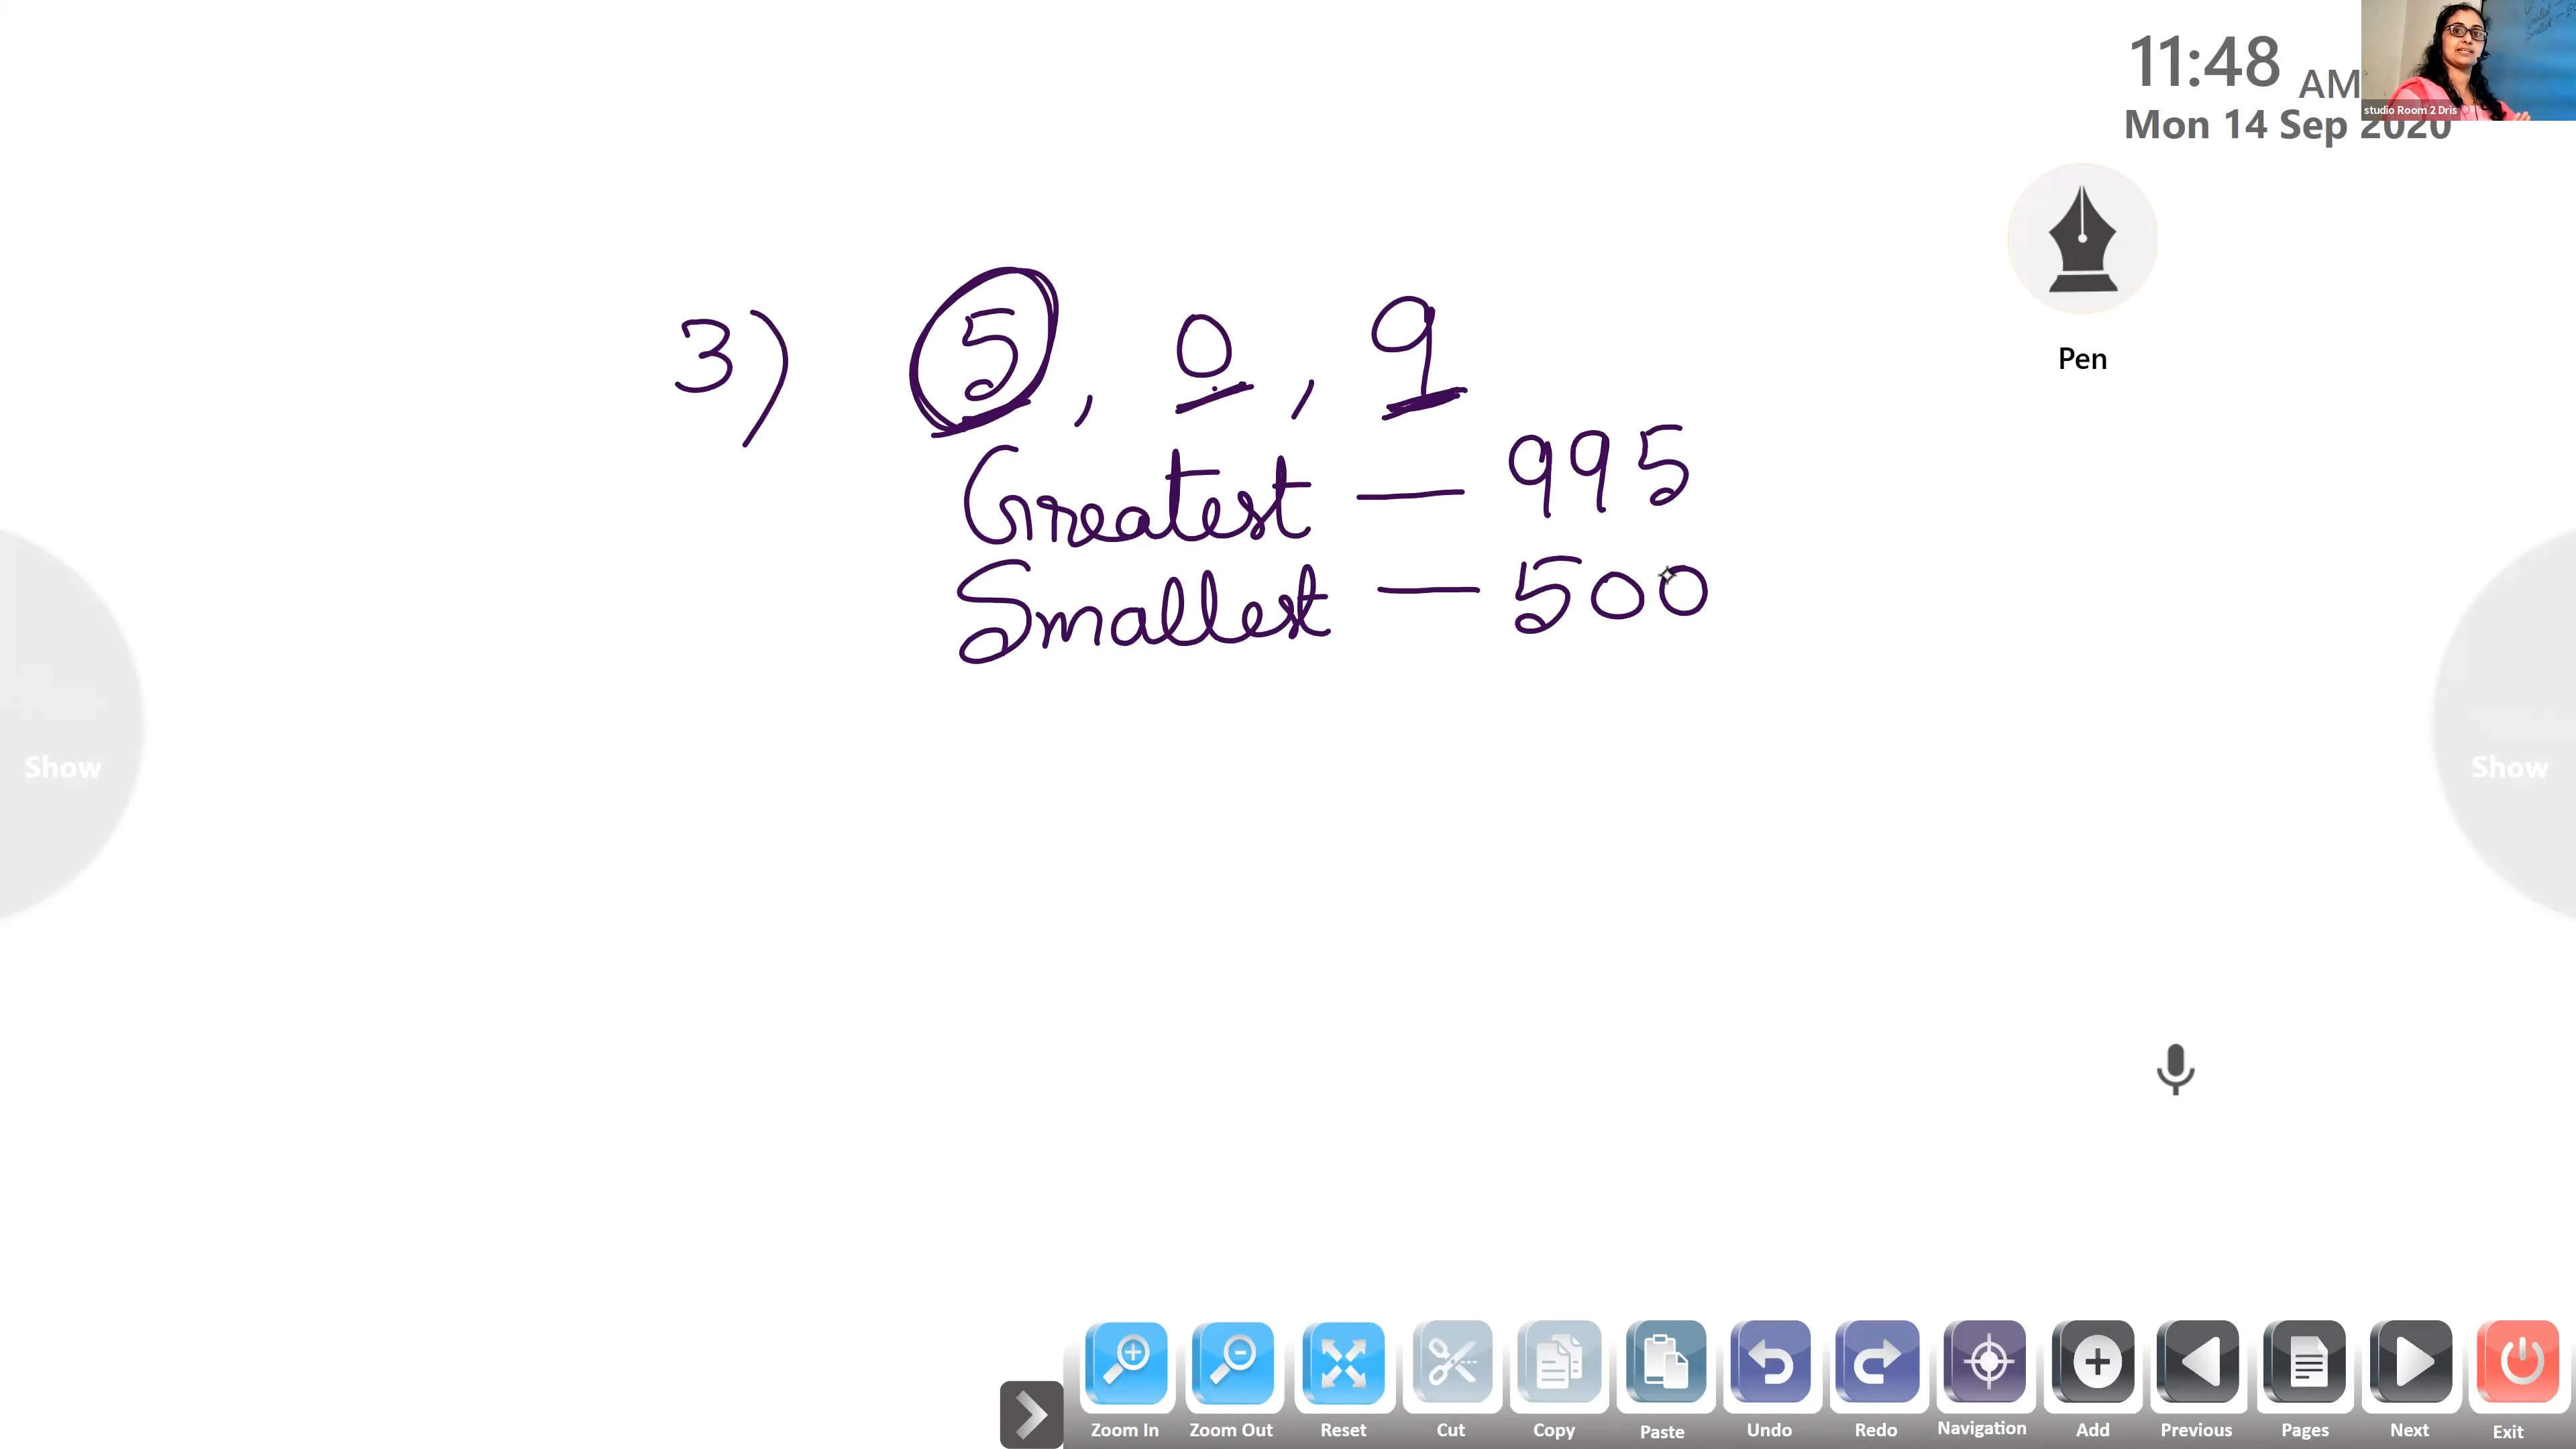 11:48 AM
Mon 14 Sep 2020
studio Room 2 Dris
Pen
3) 5, 0, 9
Greatest — 995
Smallest — 500
Show
Show
Zoom In Zoom Out Reset Cut Copy Paste Undo Redo Navigation Add Previous Pages Next Exit